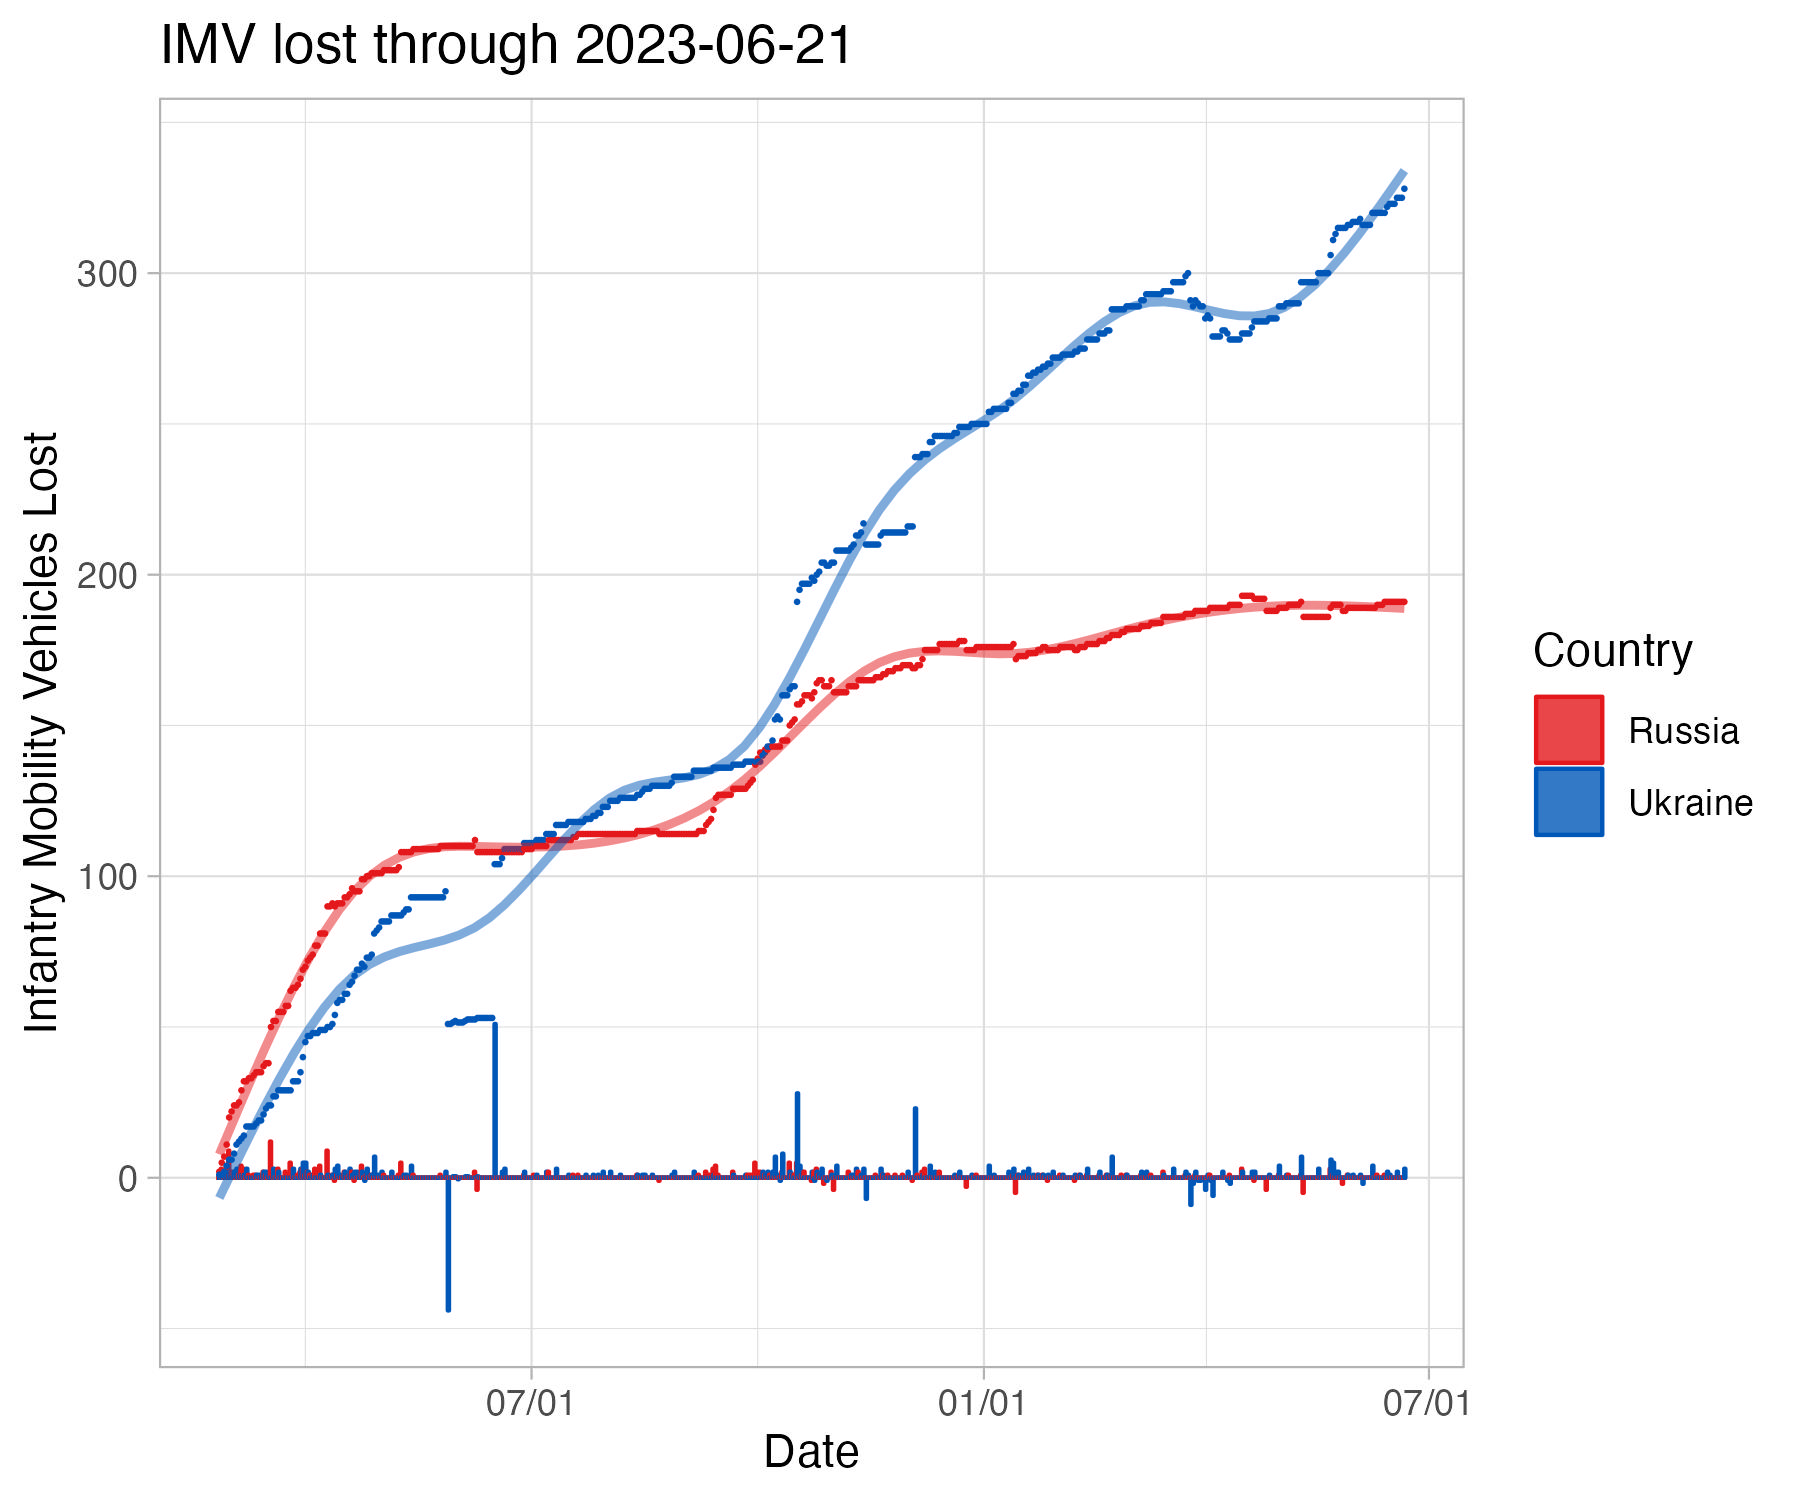 IMV lost through 2023-06-21
Infantry Mobility Vehicles Lost
300
200
100
0
07/01
01/01
07/01
Date
Country
Russia
Ukraine